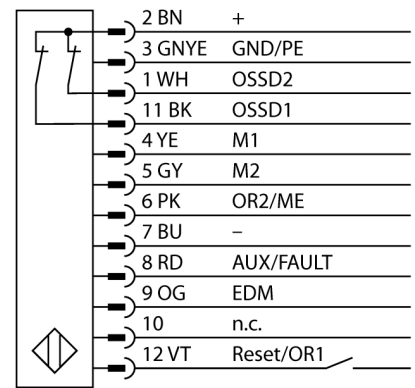 2 BN +
3 GNYE GND/PE
1 WH OSSD2
11 BK OSSD1
4 YE M1
5 GY M2
6 PK OR2/ME
7 BU –
8 RD AUX/FAULT
9 OG EDM
10 n.c.
12 VT Reset/OR1